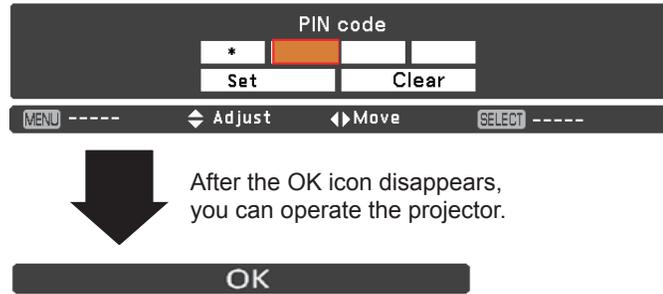 PIN code
*
Set Clear
MENU ----- Adjust Move SELECT -----
After the OK icon disappears,
you can operate the projector.
OK